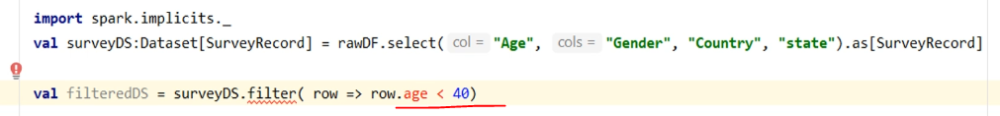 import spark.implicits._
val surveyDS:Dataset[SurveyRecord] = rawDF.select( col = "Age", cols = "Gender", "Country", "state").as[SurveyRecord]
val filteredDS = surveyDS.filter( row => row.age < 40)